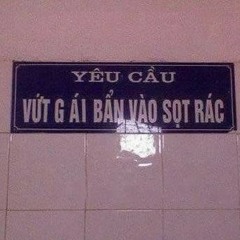 YÊU CẦU
VỨT G ÁI BẨN VÀO SỌT RÁC